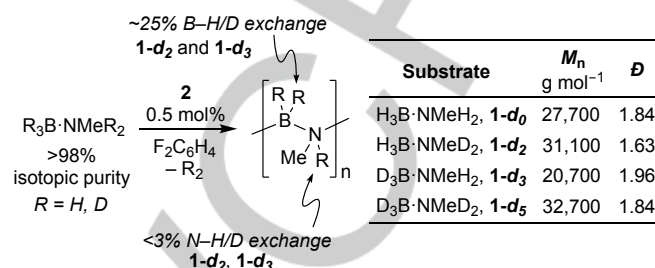 ~25% B–H/D exchange
1-d2 and 1-d3
R3B·NMeR2
>98%
isotopic purity
R = H, D
2
0.5 mol%
F2C6H4
– R2
R R
B
N
Me R
n
<3% N–H/D exchange
1-d2, 1-d3
Substrate Mn g mol−1 Đ
H3B·NMeH2, 1-d0 27,700 1.84
H3B·NMeD2, 1-d2 31,100 1.63
D3B·NMeH2, 1-d3 20,700 1.96
D3B·NMeD2, 1-d5 32,700 1.84